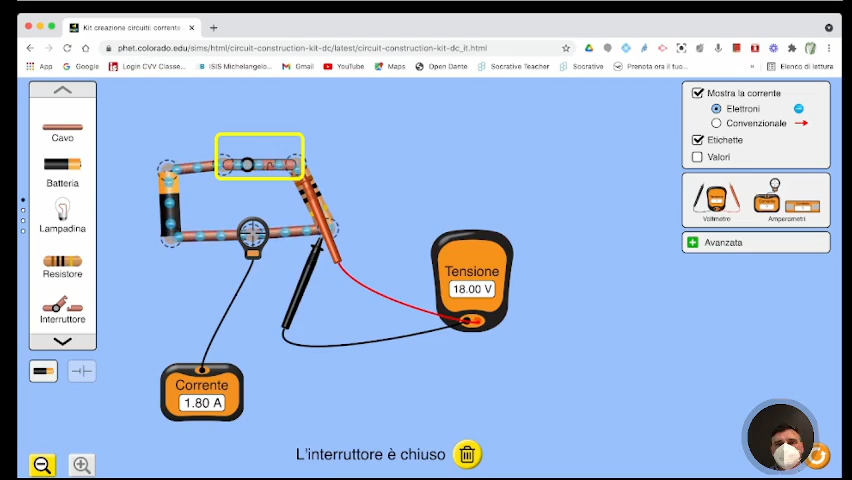 Kit creazione circuiti: corrente
phet.colorado.edu/sims/html/circuit-construction-kit-dc/latest/circuit-construction-kit-dc_it.html
App
Google
Login CVV Classe...
ISIS Michelangelo...
Gmail
YouTube
Maps
Open Dante
Socrative Teacher
Socrative
Prenota ora il tuo...
»
Elenco di lettura
Cavo
Batteria
Lampadina
Resistore
Interruttore
Mostra la corrente
Elettroni
Convenzionale
Etichette
Valori
Voltmetro
Amperametri
Avanzata
Tensione
18.00 V
Corrente
1.80 A
L'interruttore è chiuso